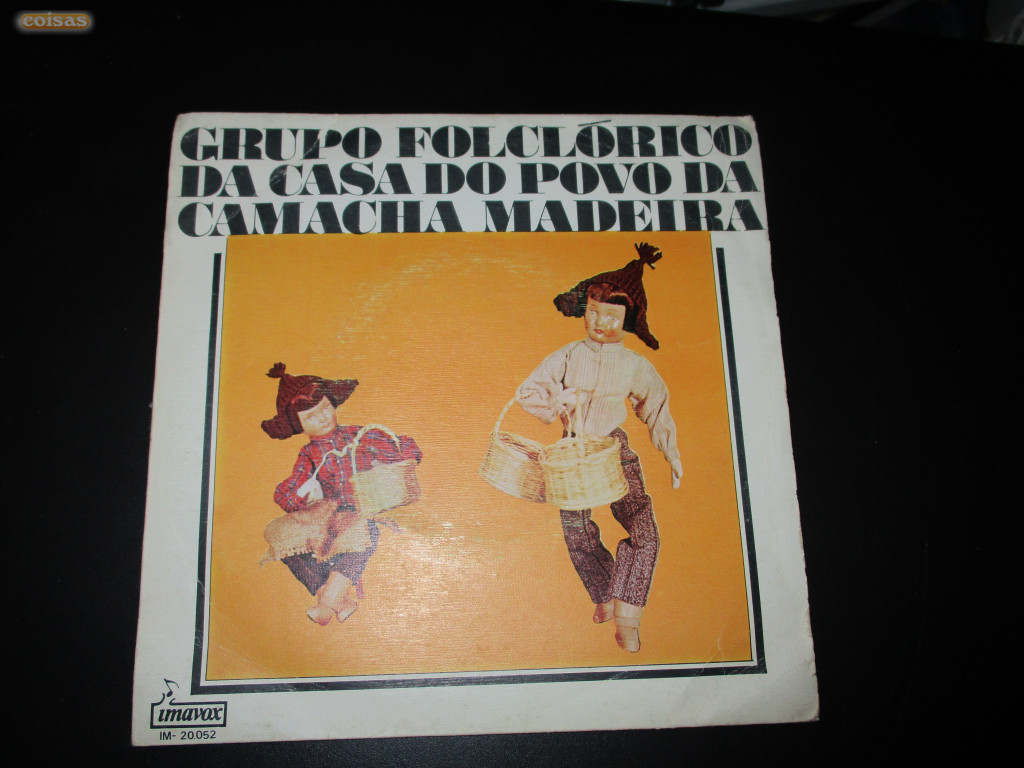 coisas
GRUPO FOLCLÓRICO
DA CASA DO POVO DA
CAMACHA MADEIRA
imavox
IM- 20.052